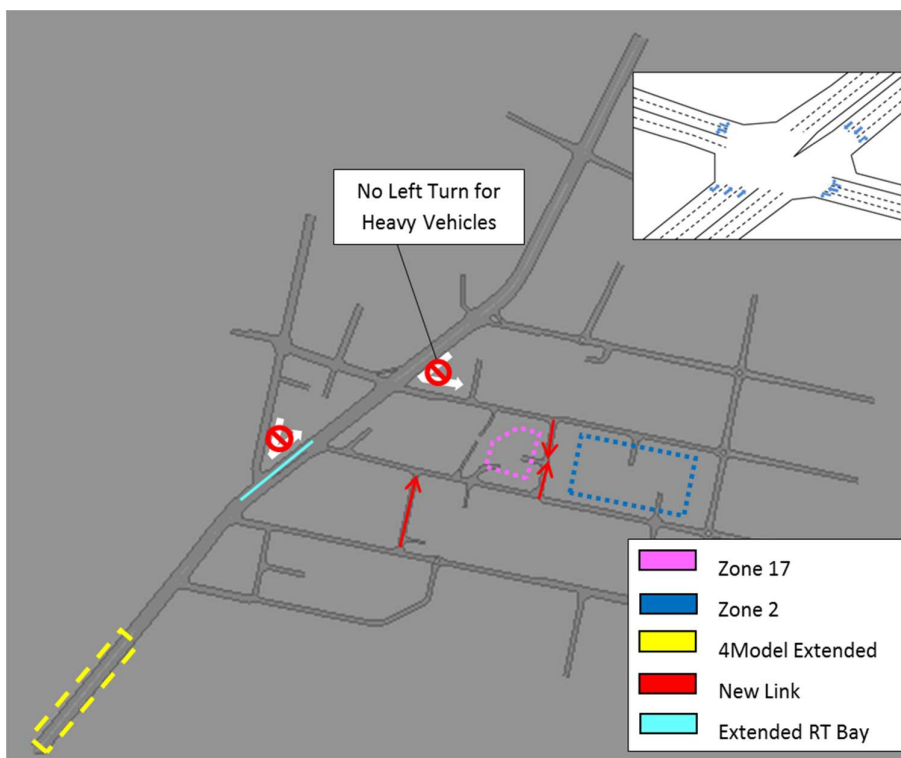 No Left Turn for
Heavy Vehicles
Zone 17
Zone 2
4Model Extended
New Link
Extended RT Bay